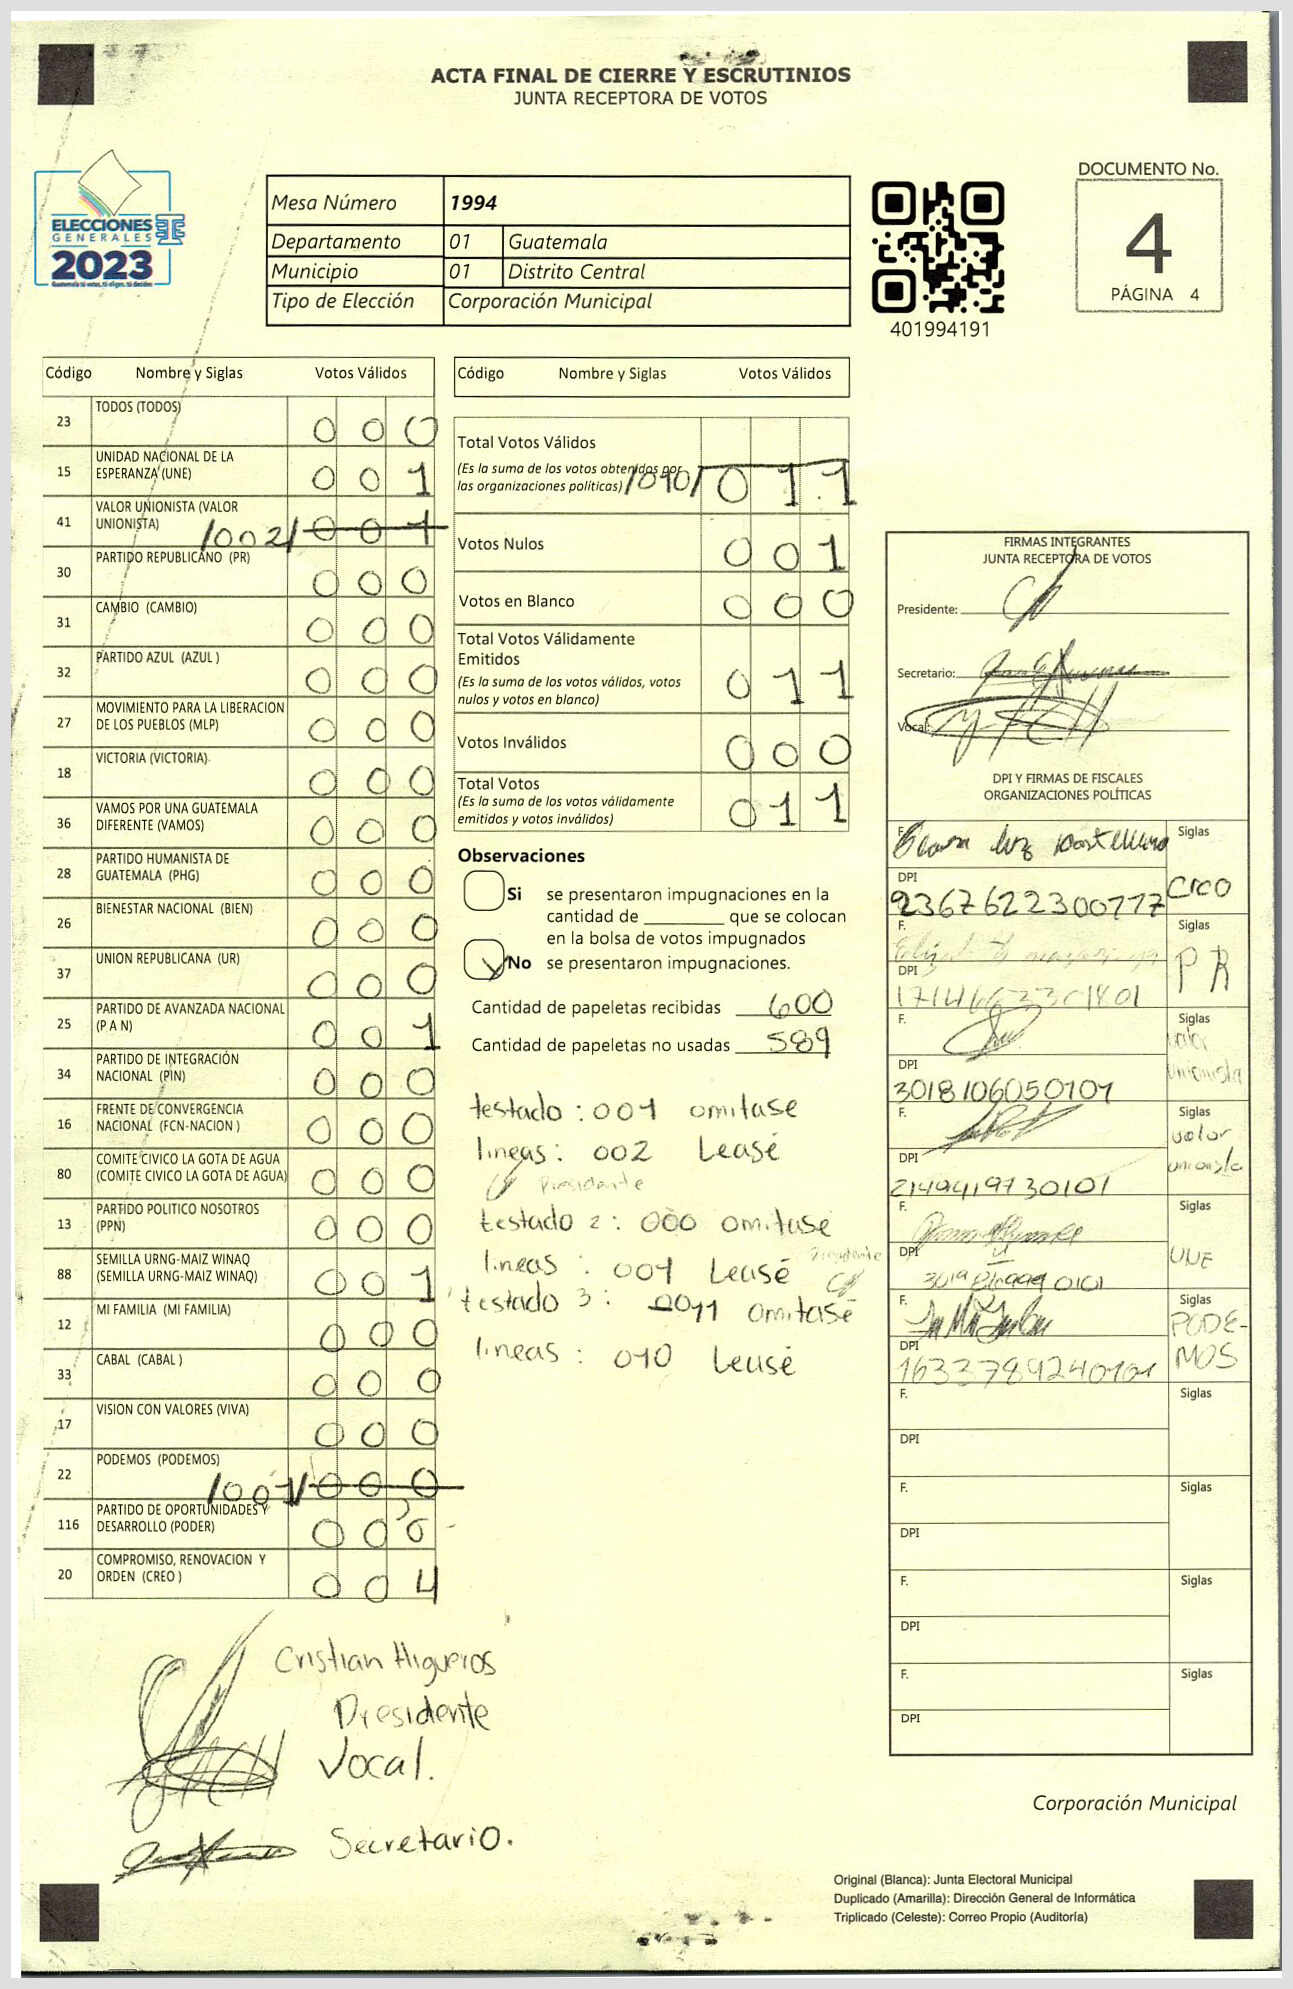 ACTA FINAL DE CIERRE Y ESCRUTINIOS
JUNTA RECEPTORA DE VOTOS
ELECCIONES
GENERALES
2023
Guatemala tú votas, tú eliges, tú decides
Mesa Número 1994
Departamento 01 Guatemala
Municipio 01 Distrito Central
Tipo de Elección Corporación Municipal
401994191
DOCUMENTO No.
4
PÁGINA 4
Código Nombre y Siglas Votos Válidos
23 TODOS (TODOS) 0 0 0
15 UNIDAD NACIONAL DE LA ESPERANZA (UNE) 0 0 1
41 VALOR UNIONISTA (VALOR UNIONISTA) /002/ 0 0 1
30 PARTIDO REPUBLICANO (PR) 0 0 0
31 CAMBIO (CAMBIO) 0 0 0
32 PARTIDO AZUL (AZUL ) 0 0 0
27 MOVIMIENTO PARA LA LIBERACION DE LOS PUEBLOS (MLP) 0 0 0
18 VICTORIA (VICTORIA) 0 0 0
36 VAMOS POR UNA GUATEMALA DIFERENTE (VAMOS) 0 0 0
28 PARTIDO HUMANISTA DE GUATEMALA (PHG) 0 0 0
26 BIENESTAR NACIONAL (BIEN) 0 0 0
37 UNION REPUBLICANA (UR) 0 0 0
25 PARTIDO DE AVANZADA NACIONAL (P A N) 0 0 1
34 PARTIDO DE INTEGRACIÓN NACIONAL (PIN) 0 0 0
16 FRENTE DE CONVERGENCIA NACIONAL (FCN-NACION ) 0 0 0
80 COMITE CIVICO LA GOTA DE AGUA (COMITE CIVICO LA GOTA DE AGUA) 0 0 0
13 PARTIDO POLITICO NOSOTROS (PPN) 0 0 0
88 SEMILLA URNG-MAIZ WINAQ (SEMILLA URNG-MAIZ WINAQ) 0 0 1
12 MI FAMILIA (MI FAMILIA) 0 0 0
33 CABAL (CABAL ) 0 0 0
17 VISION CON VALORES (VIVA) 0 0 0
22 PODEMOS (PODEMOS) /001/ 0 0 0
116 PARTIDO DE OPORTUNIDADES Y DESARROLLO (PODER) 0 0 0
20 COMPROMISO, RENOVACION Y ORDEN (CREO ) 0 0 4
Código Nombre y Siglas Votos Válidos
Total Votos Válidos
(Es la suma de los votos obtenidos por
las organizaciones políticas) /010/ 0 1 1
Votos Nulos 0 0 1
Votos en Blanco 0 0 0
Total Votos Válidamente
Emitidos
(Es la suma de los votos válidos, votos
nulos y votos en blanco) 0 1 1
Votos Inválidos 0 0 0
Total Votos
(Es la suma de los votos válidamente
emitidos y votos inválidos) 0 1 1
Observaciones
Si se presentaron impugnaciones en la
cantidad de ________ que se colocan
en la bolsa de votos impugnados
No se presentaron impugnaciones.
Cantidad de papeletas recibidas 600
Cantidad de papeletas no usadas 589
testado : 001 omitase
lineas : 002 Leasé
Presidente
testado 2 : 000 omitase
lineas : 001 Leasé
Presidente
testado 3 : 0011 omitasé
lineas : 010 Leasé
FIRMAS INTEGRANTES
JUNTA RECEPTORA DE VOTOS
Presidente:
Secretario:
Vocal:
DPI Y FIRMAS DE FISCALES
ORGANIZACIONES POLÍTICAS
F. Siglas
DPI
2367622300777 Creo
F. Siglas
DPI PR
F. Siglas
DPI Valor Unionista
3018106050101
F. Siglas
DPI valor unionista
2149419730101
F. Siglas
DPI UNE
F. Siglas
DPI PODE-
1633789240101 MOS
F. Siglas
DPI
F. Siglas
DPI
F. Siglas
DPI
F. Siglas
DPI
Cristian Higueros
Presidente
Vocal.
Secretario.
Corporación Municipal
Original (Blanca): Junta Electoral Municipal
Duplicado (Amarilla): Dirección General de Informática
Triplicado (Celeste): Correo Propio (Auditoría)